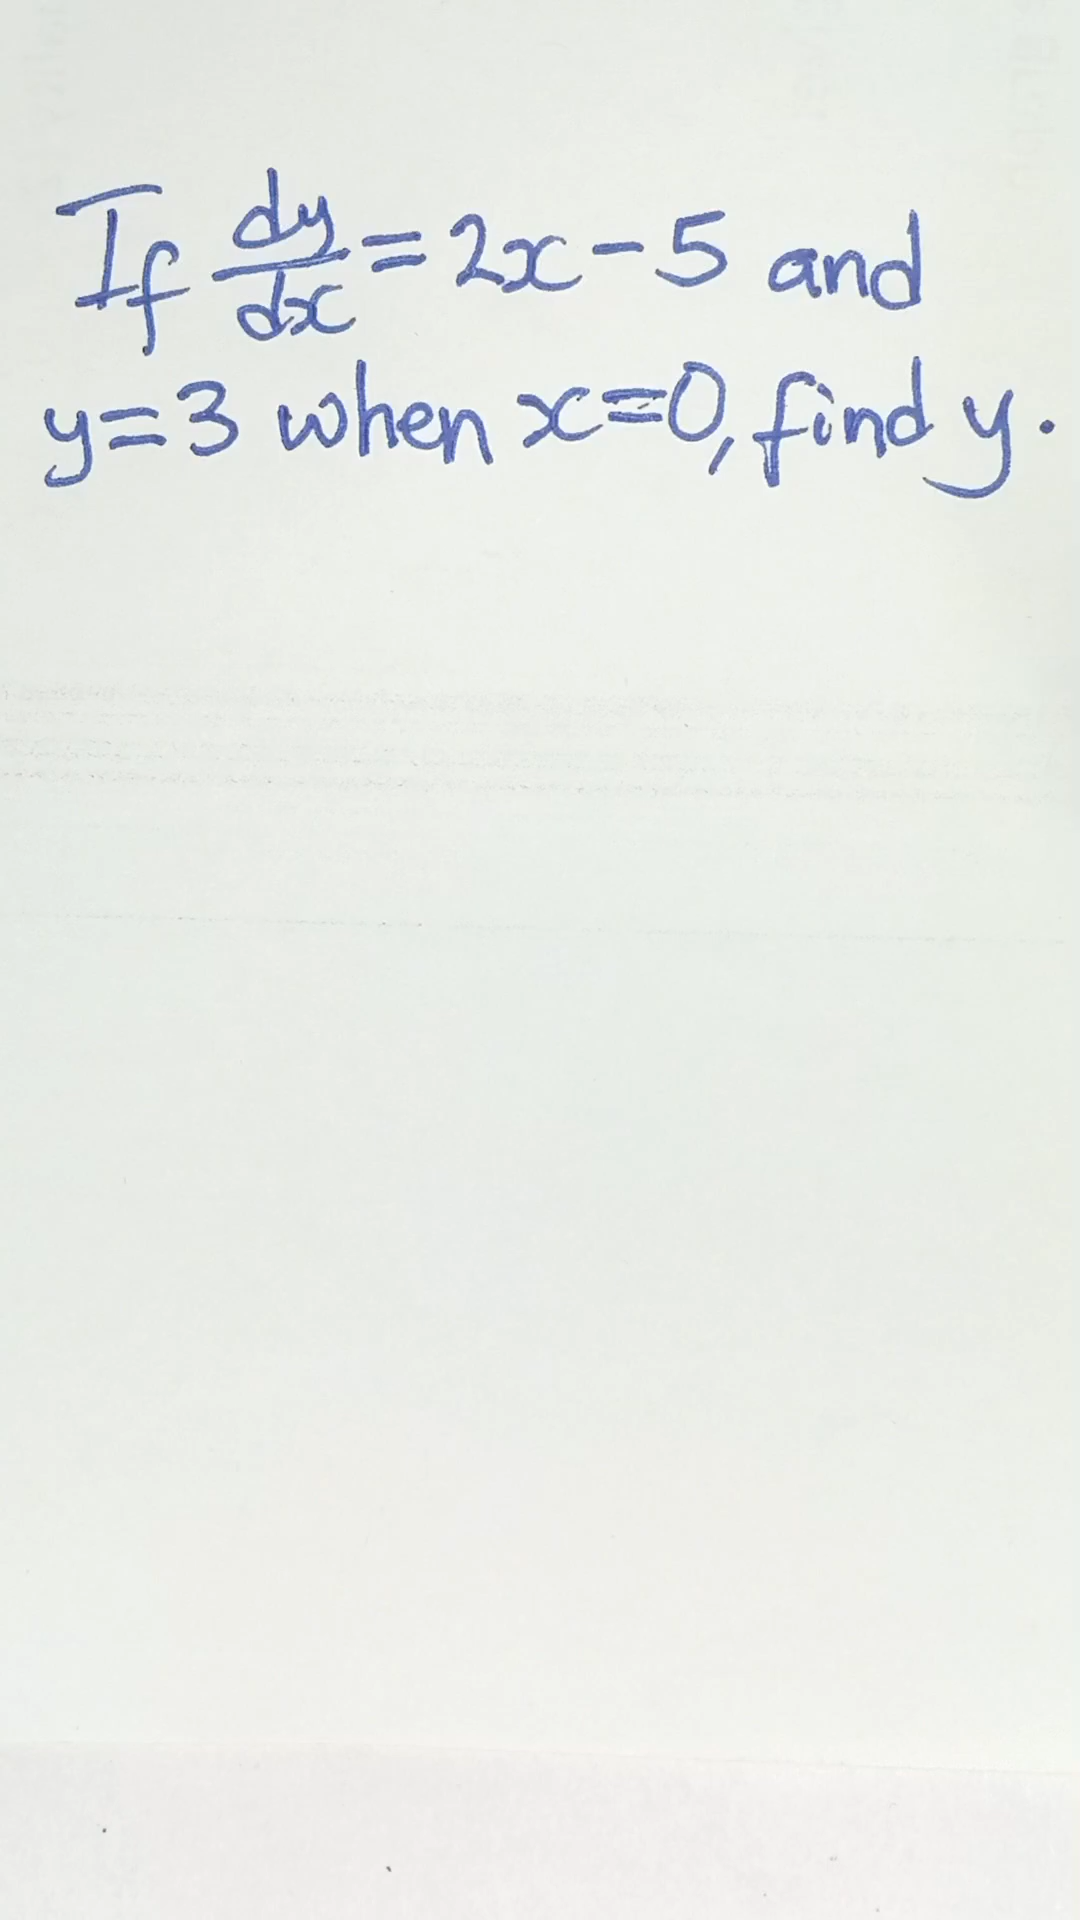 If dy/dx = 2x - 5 and
y = 3 when x = 0, find y.